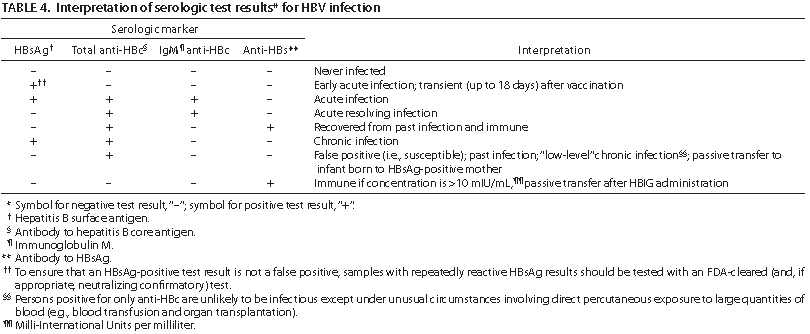 TABLE 4. Interpretation of serologic test results* for HBV infection
Serologic marker
HBsAg† Total anti-HBc§ IgM¶ anti-HBc Anti-HBs** Interpretation
– – – – Never infected
+†† – – – Early acute infection; transient (up to 18 days) after vaccination
+ + + – Acute infection
– + + – Acute resolving infection
– + – + Recovered from past infection and immune
+ + – – Chronic infection
– + – – False positive (i.e., susceptible); past infection; "low-level" chronic infection§§; passive transfer to
infant born to HBsAg-positive mother
– – – + Immune if concentration is >10 mIU/mL,¶¶ passive transfer after HBIG administration
* Symbol for negative test result, "–"; symbol for positive test result, "+".
† Hepatitis B surface antigen.
§ Antibody to hepatitis B core antigen.
¶ Immunoglobulin M.
** Antibody to HBsAg.
†† To ensure that an HBsAg-positive test result is not a false positive, samples with repeatedly reactive HBsAg results should be tested with an FDA-cleared (and, if
appropriate, neutralizing confirmatory) test.
§§ Persons positive for only anti-HBc are unlikely to be infectious except under unusual circumstances involving direct percutaneous exposure to large quantities of
blood (e.g., blood transfusion and organ transplantation).
¶¶ Milli-International Units per milliliter.